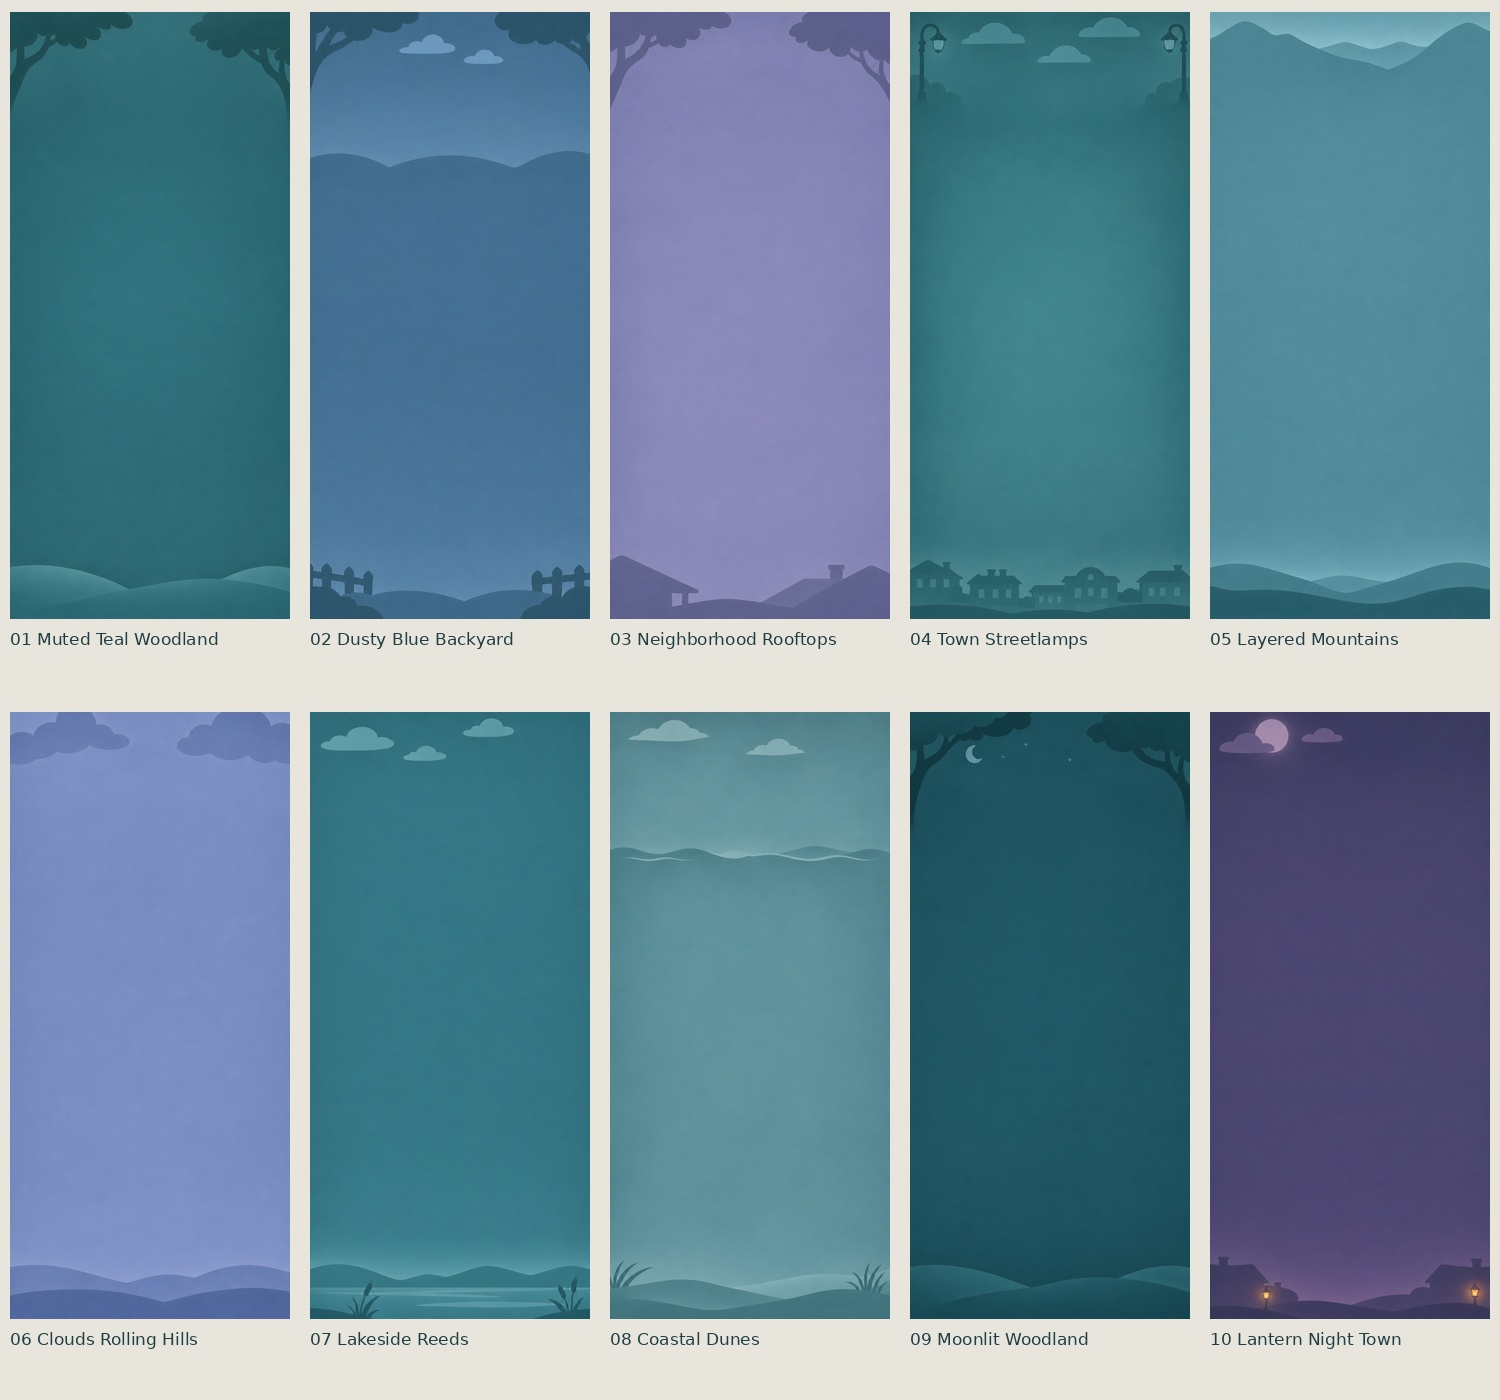 01 Muted Teal Woodland
02 Dusty Blue Backyard
03 Neighborhood Rooftops
04 Town Streetlamps
05 Layered Mountains
06 Clouds Rolling Hills
07 Lakeside Reeds
08 Coastal Dunes
09 Moonlit Woodland
10 Lantern Night Town